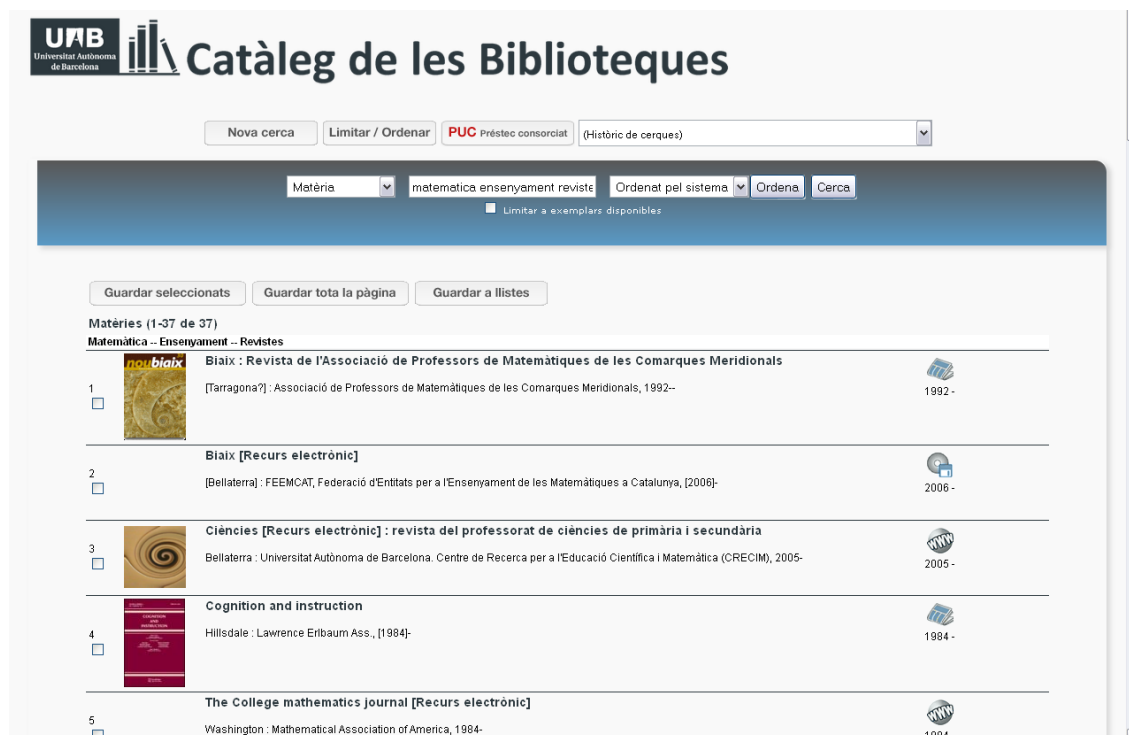 UAB
Universitat Autònoma
de Barcelona
Catàleg de les Biblioteques
Nova cerca
Limitar / Ordenar
PUC Préstec consorciat
(Històric de cerques)
Matèria
matematica ensenyament reviste
Ordenat pel sistema
Ordena
Cerca
Limitar a exemplars disponibles
Guardar seleccionats
Guardar tota la pàgina
Guardar a llistes
Matèries (1-37 de 37)
Matemàtica -- Ensenyament -- Revistes
1
noubiaix
Biaix : Revista de l'Associació de Professors de Matemàtiques de les Comarques Meridionals
[Tarragona?] : Associació de Professors de Matemàtiques de les Comarques Meridionals, 1992--
1992 -
2
Biaix [Recurs electrònic]
[Bellaterra] : FEEMCAT, Federació d'Entitats per a l'Ensenyament de les Matemàtiques a Catalunya, [2006]-
2006 -
3
Ciències [Recurs electrònic] : revista del professorat de ciències de primària i secundària
Bellaterra : Universitat Autònoma de Barcelona. Centre de Recerca per a l'Educació Científica i Matemàtica (CRECIM), 2005-
WWW
2005 -
4
COGNITION
AND
INSTRUCTION
Cognition and instruction
Hillsdale : Lawrence Erlbaum Ass., [1984]-
1984 -
5
The College mathematics journal [Recurs electrònic]
Washington : Mathematical Association of America, 1984-
WWW